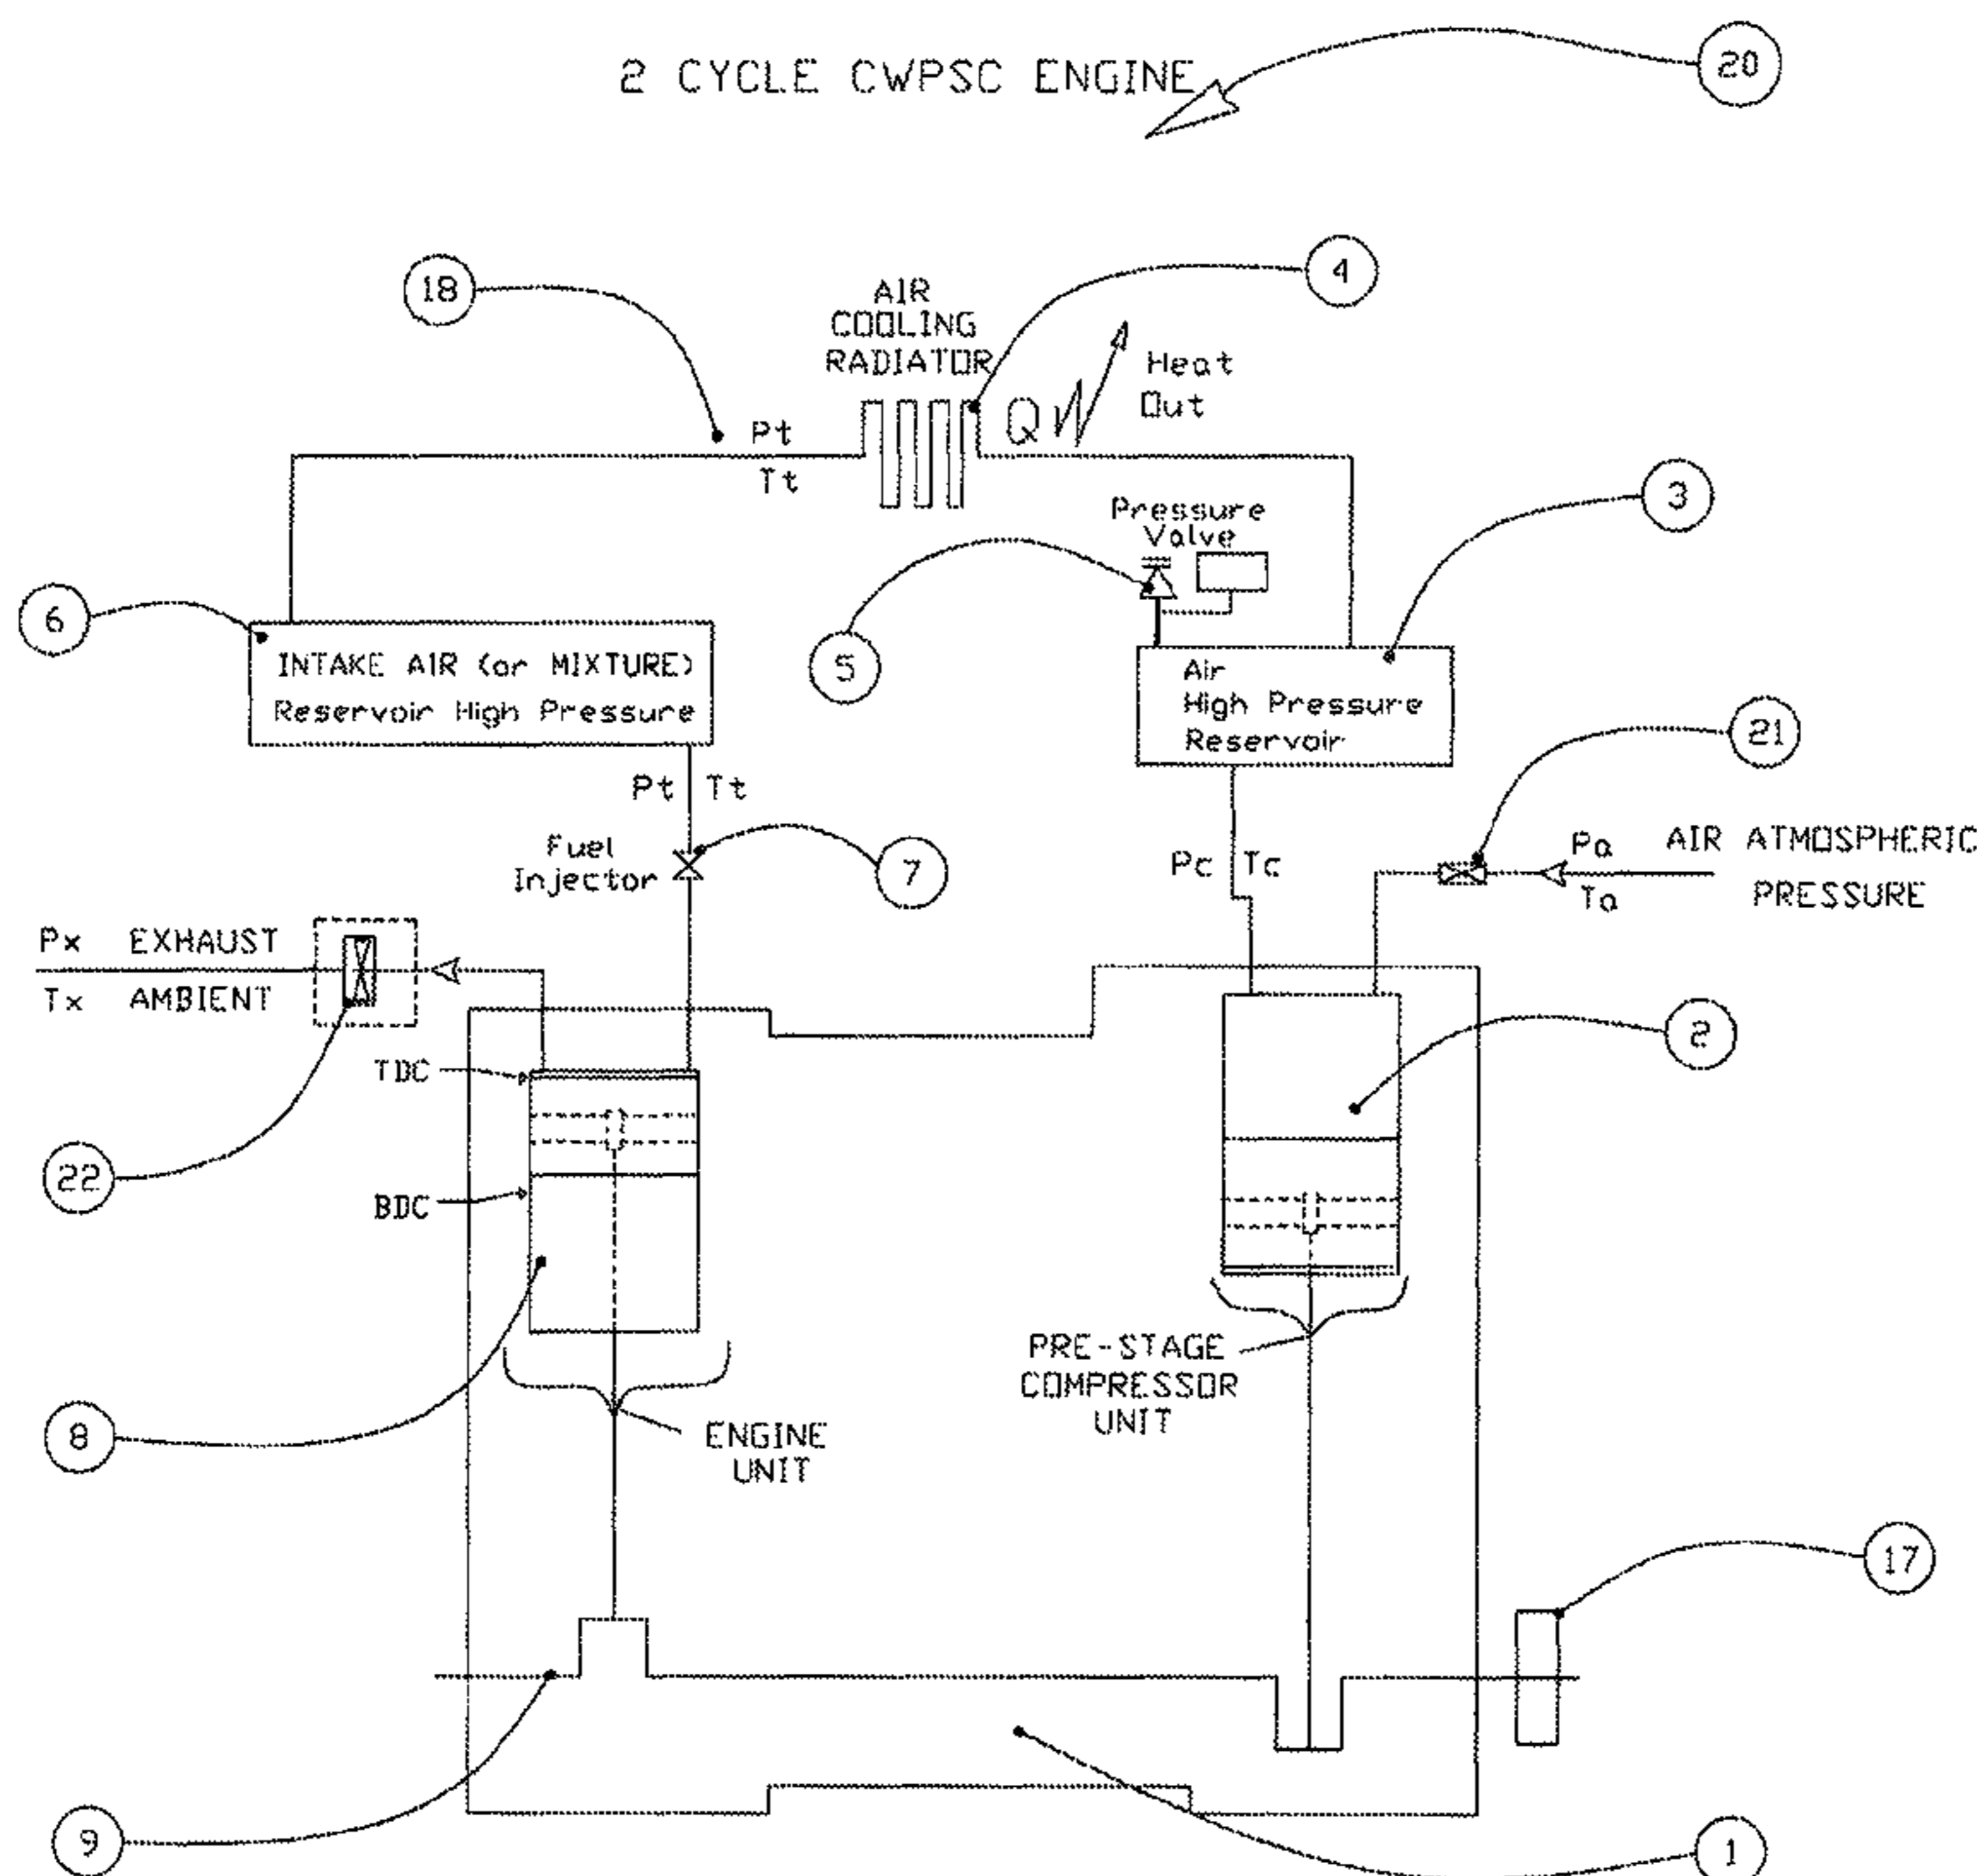 2 CYCLE CWPSC ENGINE
20
18
4
AIR
COOLING
RADIATOR
Q
Heat
Out
Pt
Tt
3
Pressure
Valve
6
5
INTAKE AIR (or MIXTURE)
Reservoir High Pressure
Air
High Pressure
Reservoir
21
Pt Tt
Fuel
Injector
7
Pc Tc
Pa
Ta
AIR ATMOSPHERIC
PRESSURE
Px EXHAUST
Tx AMBIENT
2
TDC
22
BDC
8
ENGINE
UNIT
PRE-STAGE
COMPRESSOR
UNIT
17
9
1